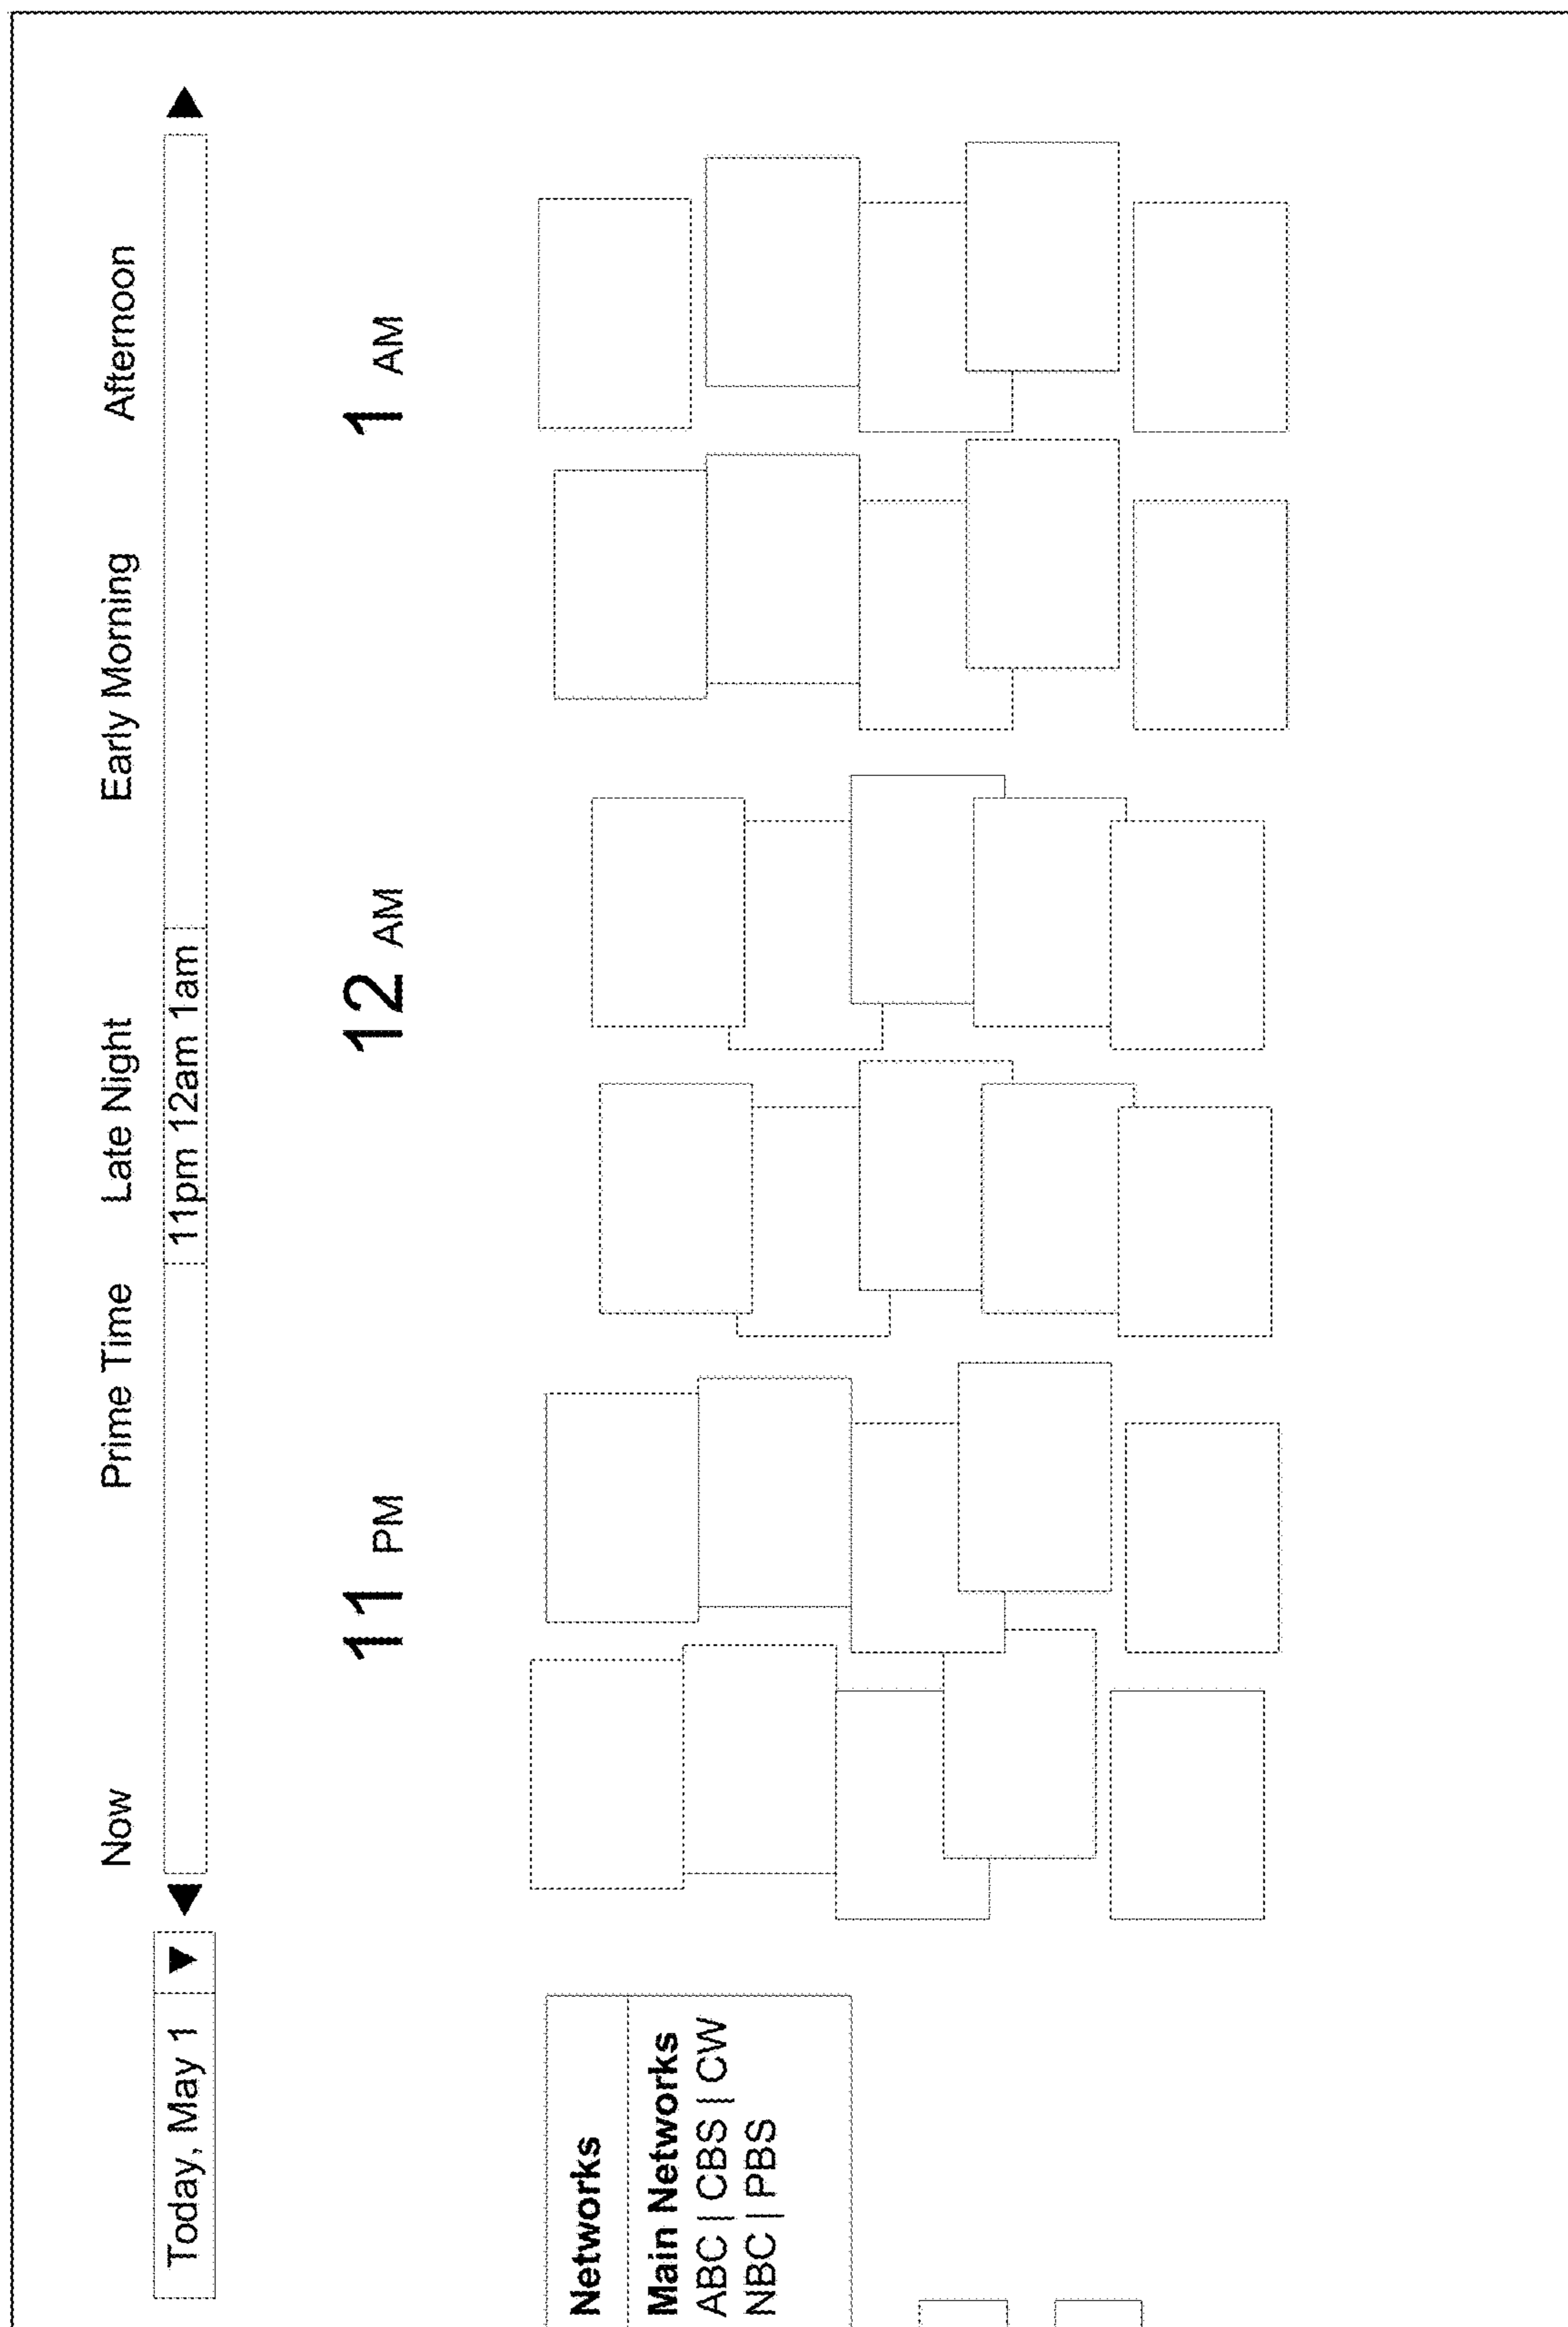 Now Prime Time Late Night Early Morning Afternoon
Today, May 1 ▼
11pm 12am 1am
11 PM 12 AM 1 AM
Networks
Main Networks
ABC | CBS | CW
NBC | PBS